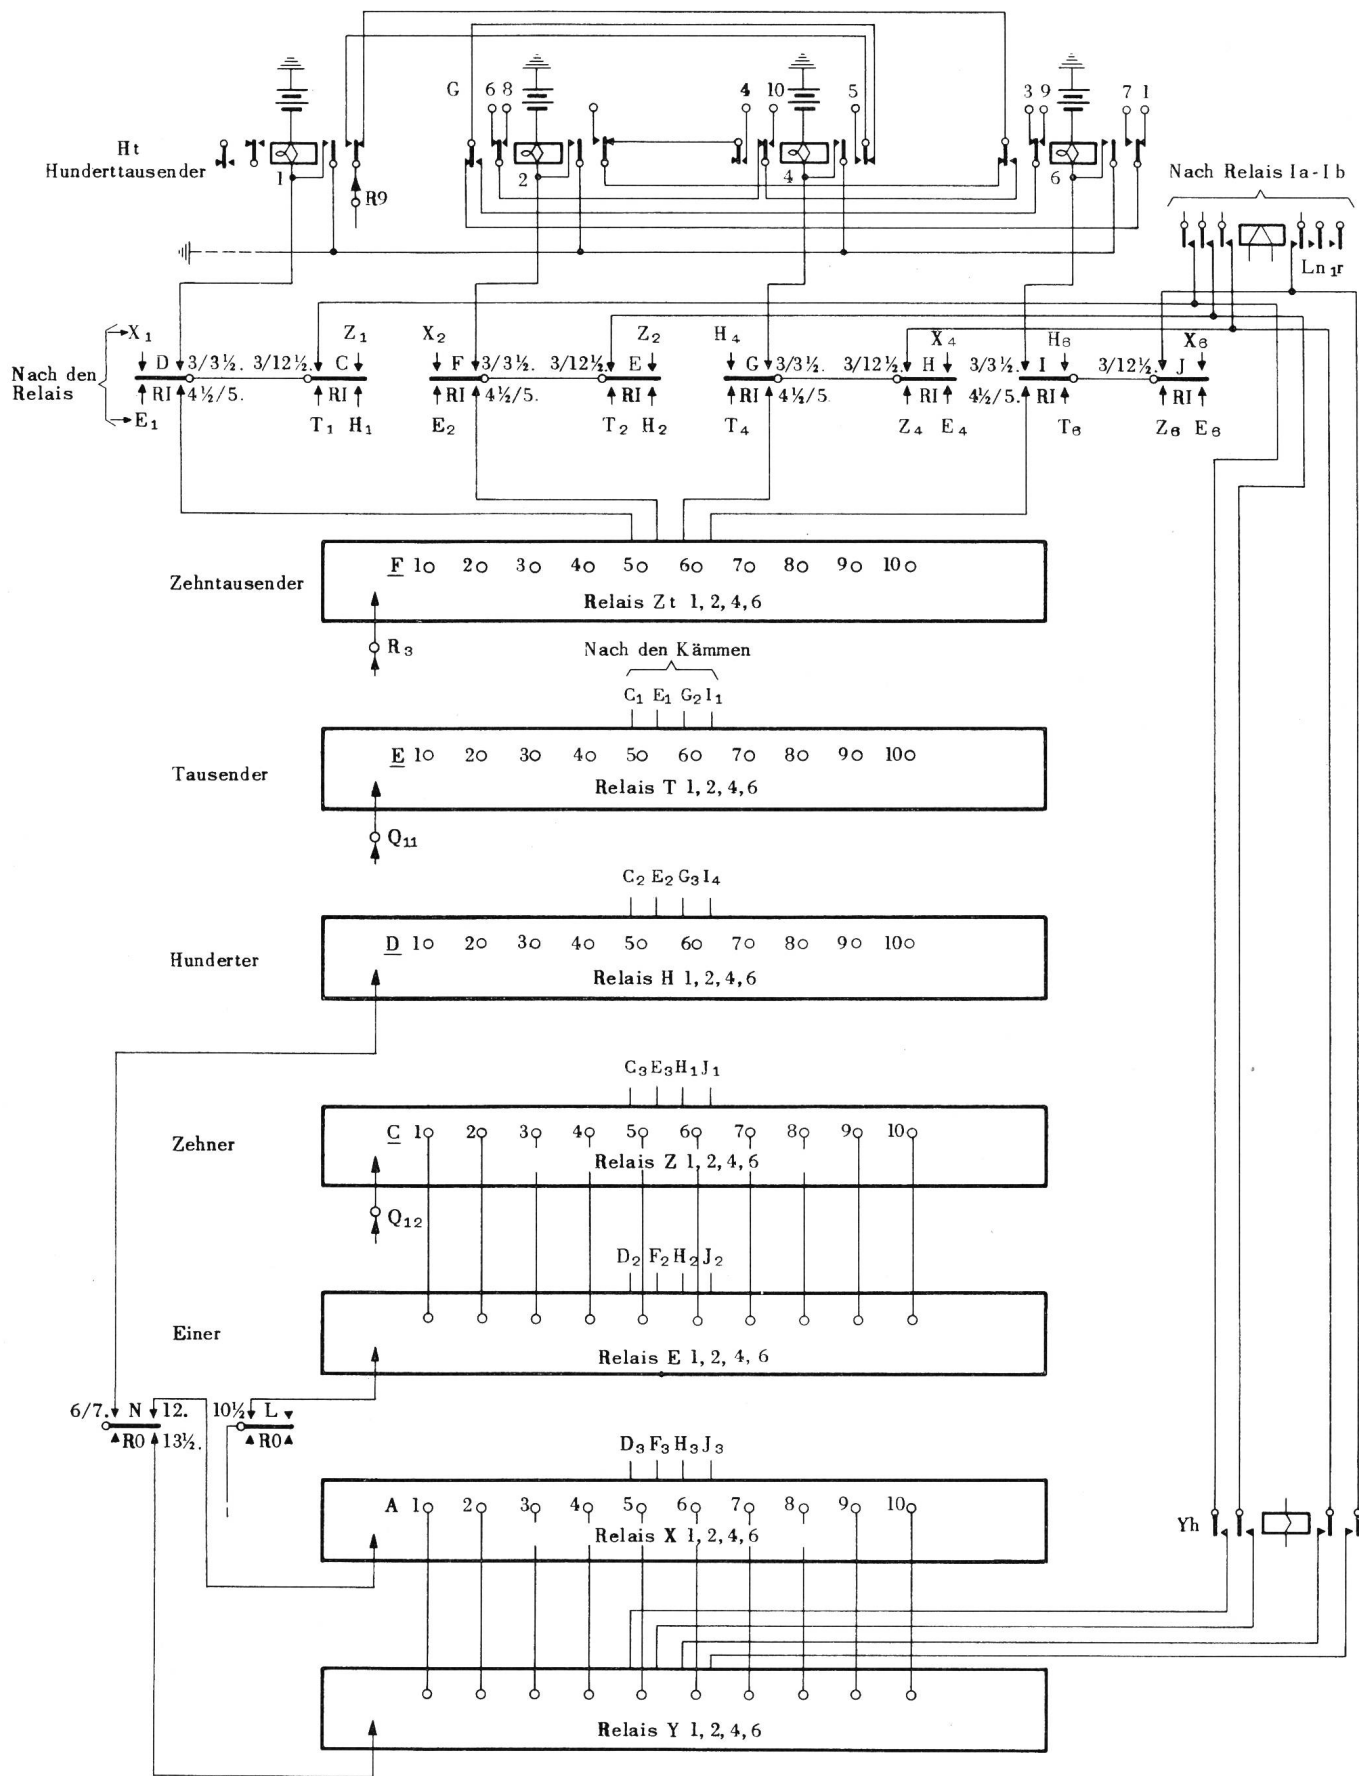 G 6 8 4 10 5 3 9 7 1
Ht
Hunderttausender
1 2 4 6
R9
Nach Relais Ia-Ib
Ln1r
X1 Z1 X2 Z2 H4 X4 H6 X6
Nach den
Relais
D 3/3½. 3/12½. C F 3/3½. 3/12½. E G 3/3½. 3/12½. H 3/3½. I 3/12½. J
RI 4½/5. RI RI 4½/5. RI RI 4½/5. RI 4½/5. RI RI
E1 T1 H1 E2 T2 H2 T4 Z4 E4 T6 Z6 E6
Zehntausender
F 1 2 3 4 5 6 7 8 9 10
Relais Zt 1, 2, 4, 6
R3
Nach den Kämmen
C1 E1 G2 I1
Tausender
E 1 2 3 4 5 6 7 8 9 10
Relais T 1, 2, 4, 6
Q11
C2 E2 G3 I4
Hunderter
D 1 2 3 4 5 6 7 8 9 10
Relais H 1, 2, 4, 6
C3 E3 H1 J1
Zehner
C 1 2 3 4 5 6 7 8 9 10
Relais Z 1, 2, 4, 6
Q12
D2 F2 H2 J2
Einer
Relais E 1, 2, 4, 6
6/7. N 12. 10½ L
RO 13½. RO
D3 F3 H3 J3
A 1 2 3 4 5 6 7 8 9 10
Relais X 1, 2, 4, 6
Yh
Relais Y 1, 2, 4, 6